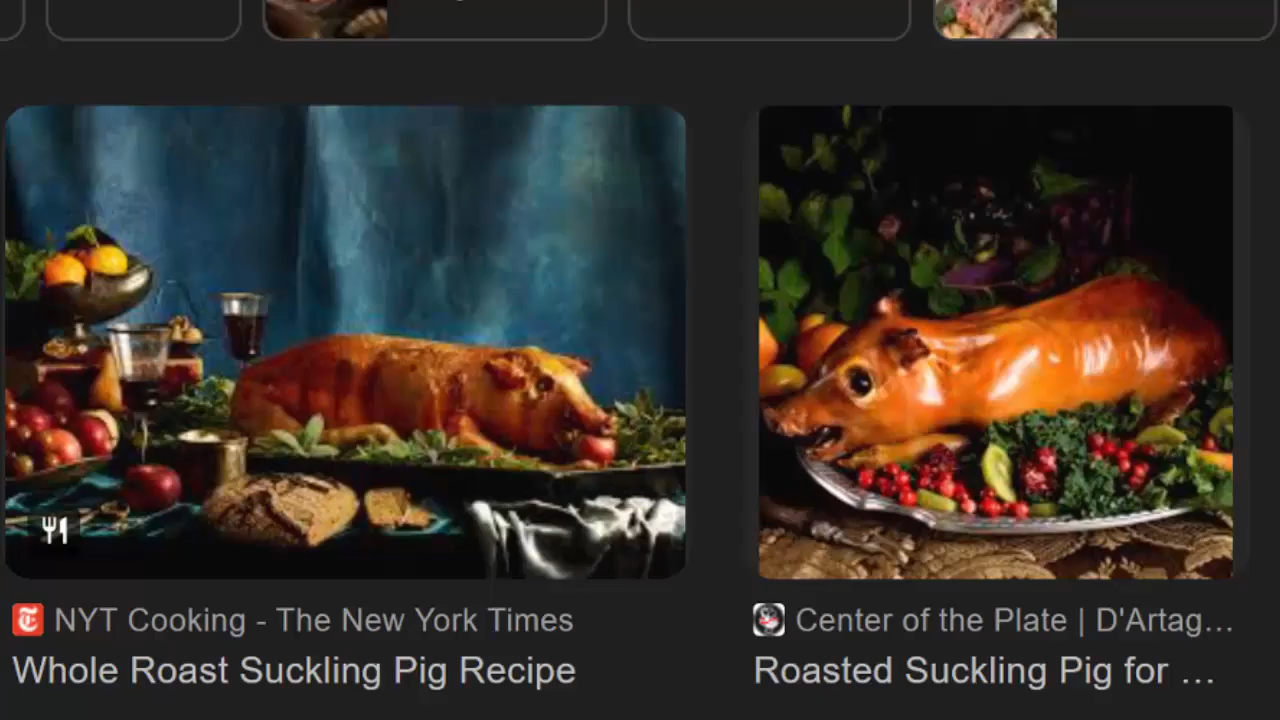 NYT Cooking - The New York Times
Center of the Plate | D'Artag...
Whole Roast Suckling Pig Recipe
Roasted Suckling Pig for ...